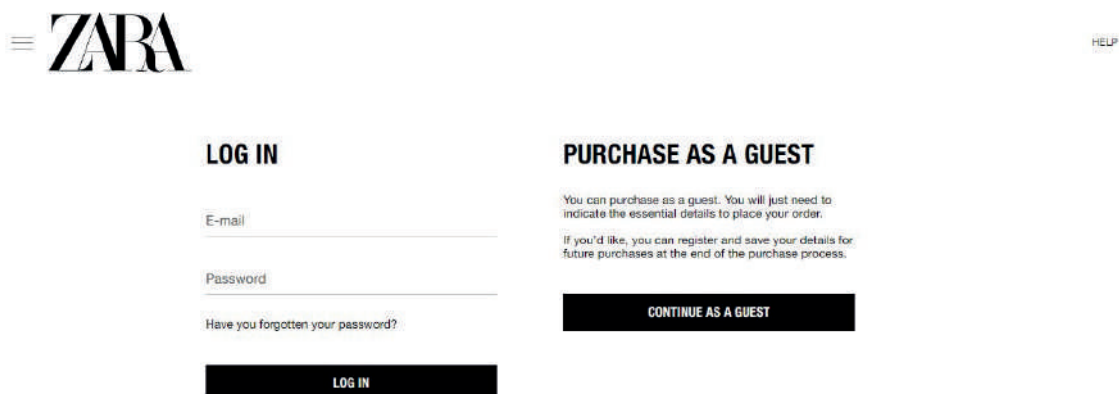 ZARA
HELP
LOG IN
E-mail
Password
Have you forgotten your password?
LOG IN
PURCHASE AS A GUEST
You can purchase as a guest. You will just need to
indicate the essential details to place your order.
If you'd like, you can register and save your details for
future purchases at the end of the purchase process.
CONTINUE AS A GUEST